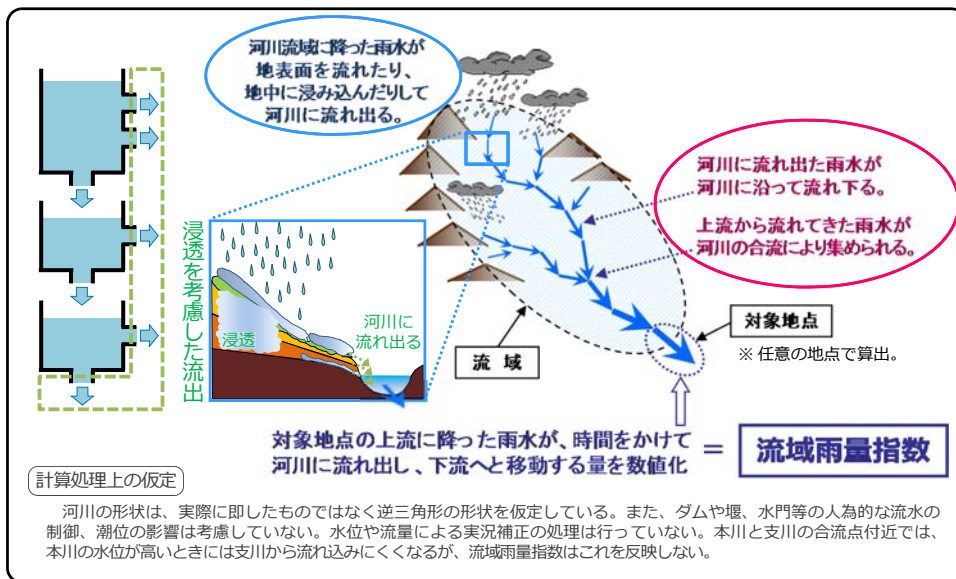 河川流域に降った雨水が
地表面を流れたり、
地中に浸み込んだりして
河川に流れ出る。
河川に流れ出た雨水が
河川に沿って流れ下る。
上流から流れてきた雨水が
河川の合流により集められる。
浸透を考慮した流出
浸透
河川に
流れ出る
流 域
対象地点
※ 任意の地点で算出。
対象地点の上流に降った雨水が、時間をかけて
河川に流れ出し、下流へと移動する量を数値化
=
流域雨量指数
計算処理上の仮定
河川の形状は、実際に即したものではなく逆三角形の形状を仮定している。また、ダムや堰、水門等の人為的な流水の
制御、潮位の影響は考慮していない。水位や流量による実況補正の処理は行っていない。本川と支川の合流点付近では、
本川の水位が高いときには支川から流れ込みにくくなるが、流域雨量指数はこれを反映しない。